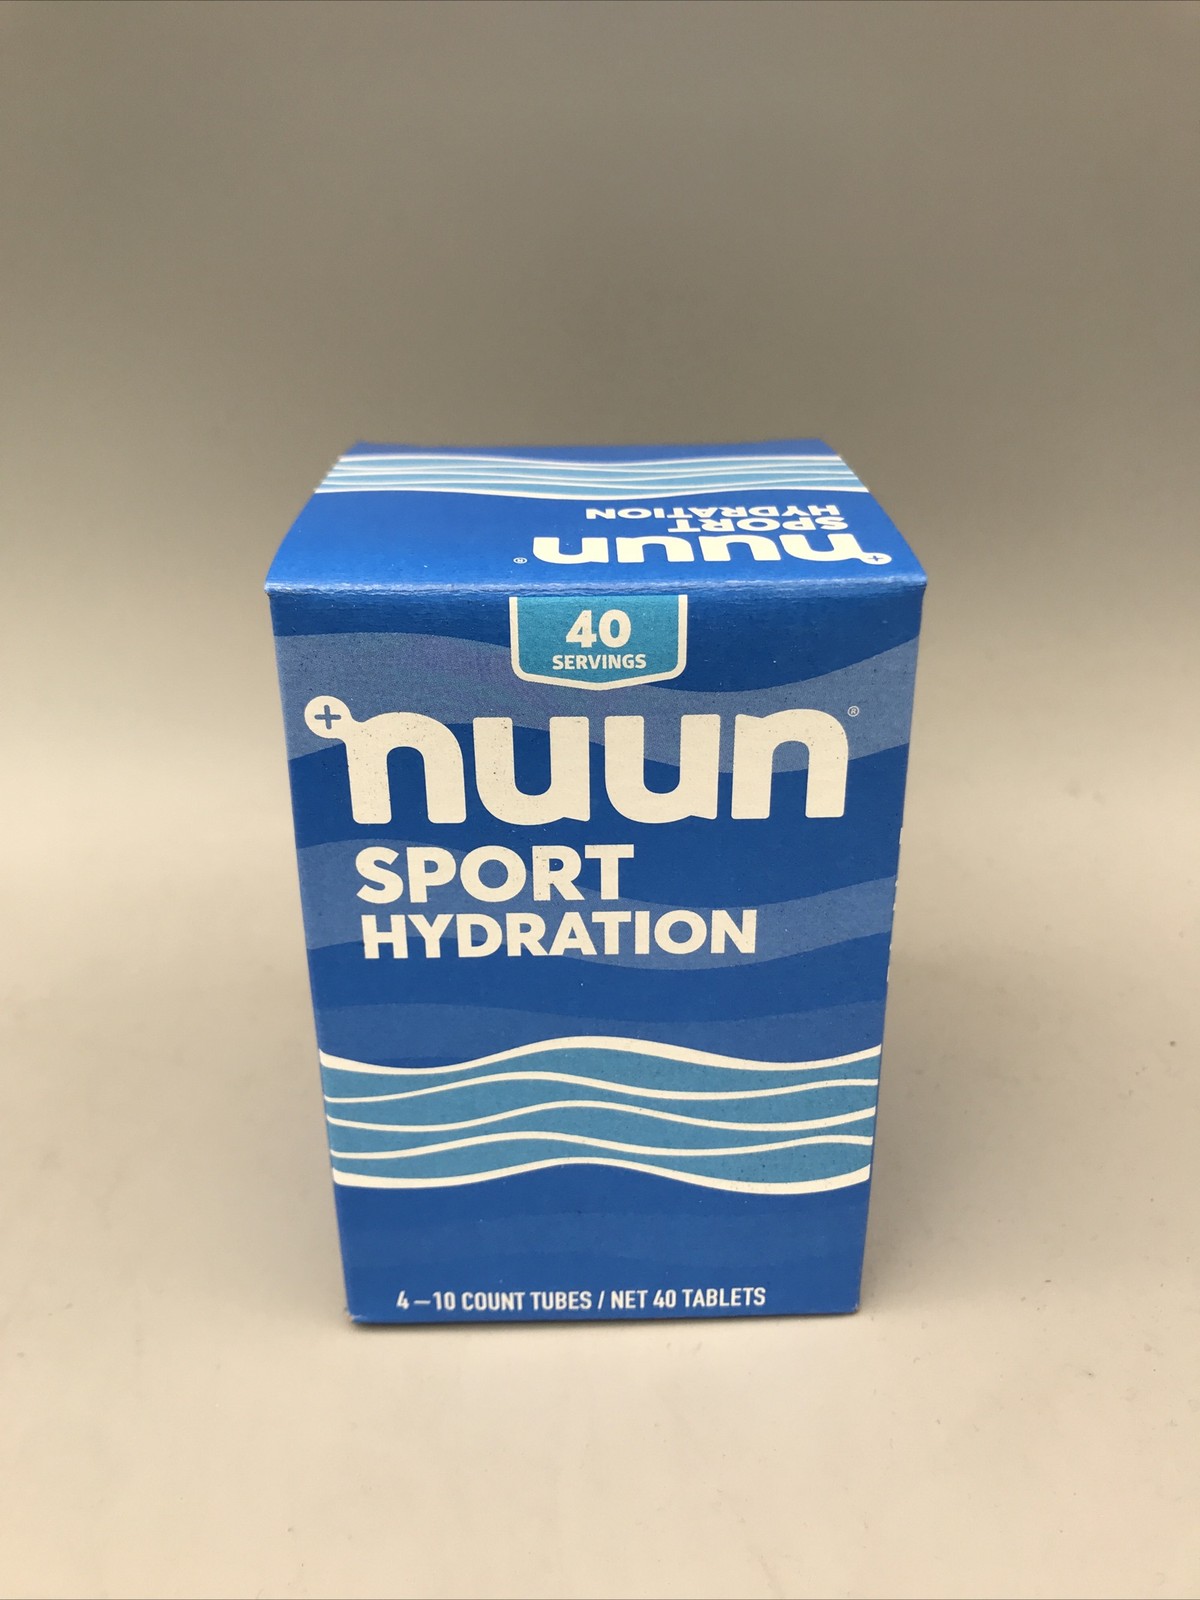 nuun®
SPORT
HYDRATION
40
SERVINGS
+nuun®
SPORT
HYDRATION
4–10 COUNT TUBES / NET 40 TABLETS